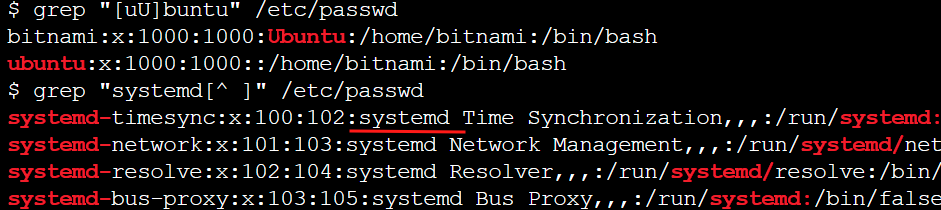 $ grep "[uU]buntu" /etc/passwd
bitnami:x:1000:1000:Ubuntu:/home/bitnami:/bin/bash
ubuntu:x:1000:1000::/home/bitnami:/bin/bash
$ grep "systemd[^ ]" /etc/passwd
systemd-timesync:x:100:102:systemd Time Synchronization,,,:/run/systemd:
systemd-network:x:101:103:systemd Network Management,,,:/run/systemd/net
systemd-resolve:x:102:104:systemd Resolver,,,:/run/systemd/resolve:/bin/
systemd-bus-proxy:x:103:105:systemd Bus Proxy,,,:/run/systemd:/bin/false